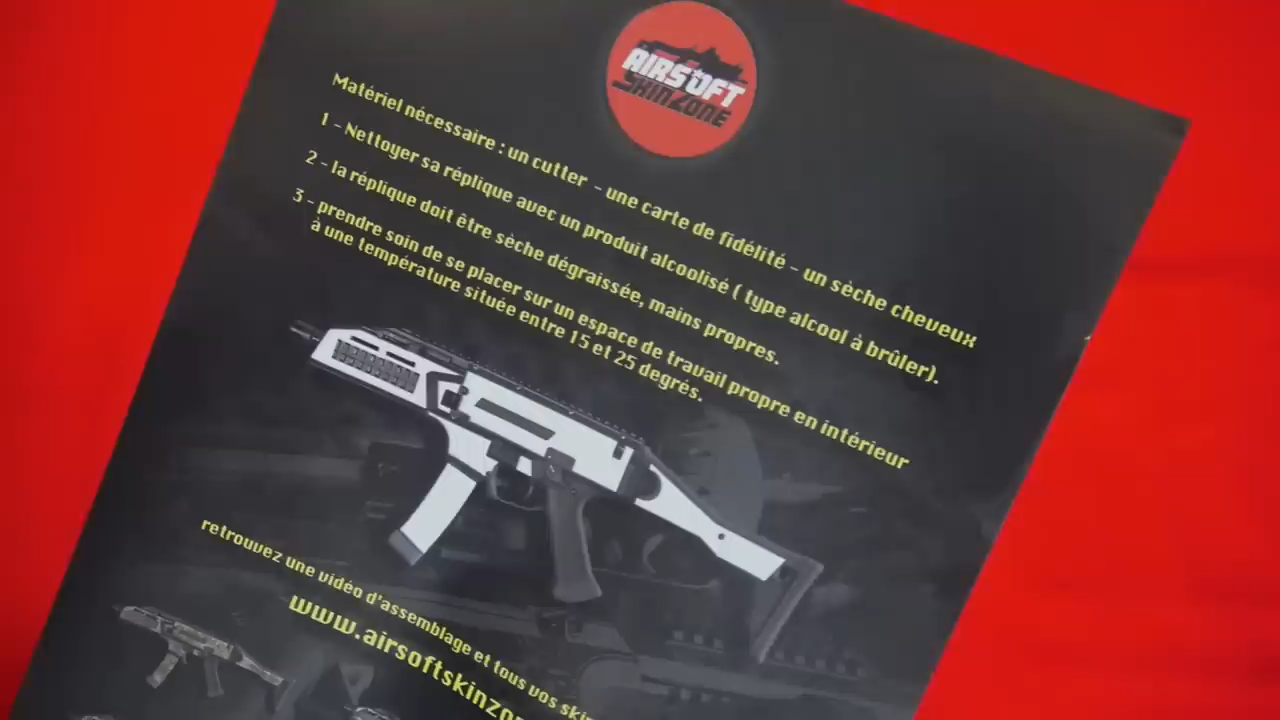 AIRSOFT
SKINZONE
Matériel nécessaire : un cutter - une carte de fidélité - un sèche cheveux
1 - Nettoyer sa réplique avec un produit alcoolisé ( type alcool à brûler).
2 - la réplique doit être sèche dégraissée, mains propres.
3 - prendre soin de se placer sur un espace de travail propre en intérieur
à une température située entre 15 et 25 degrés.
retrouvez une vidéo d'assemblage et tous vos skin
www.airsoftskinzon